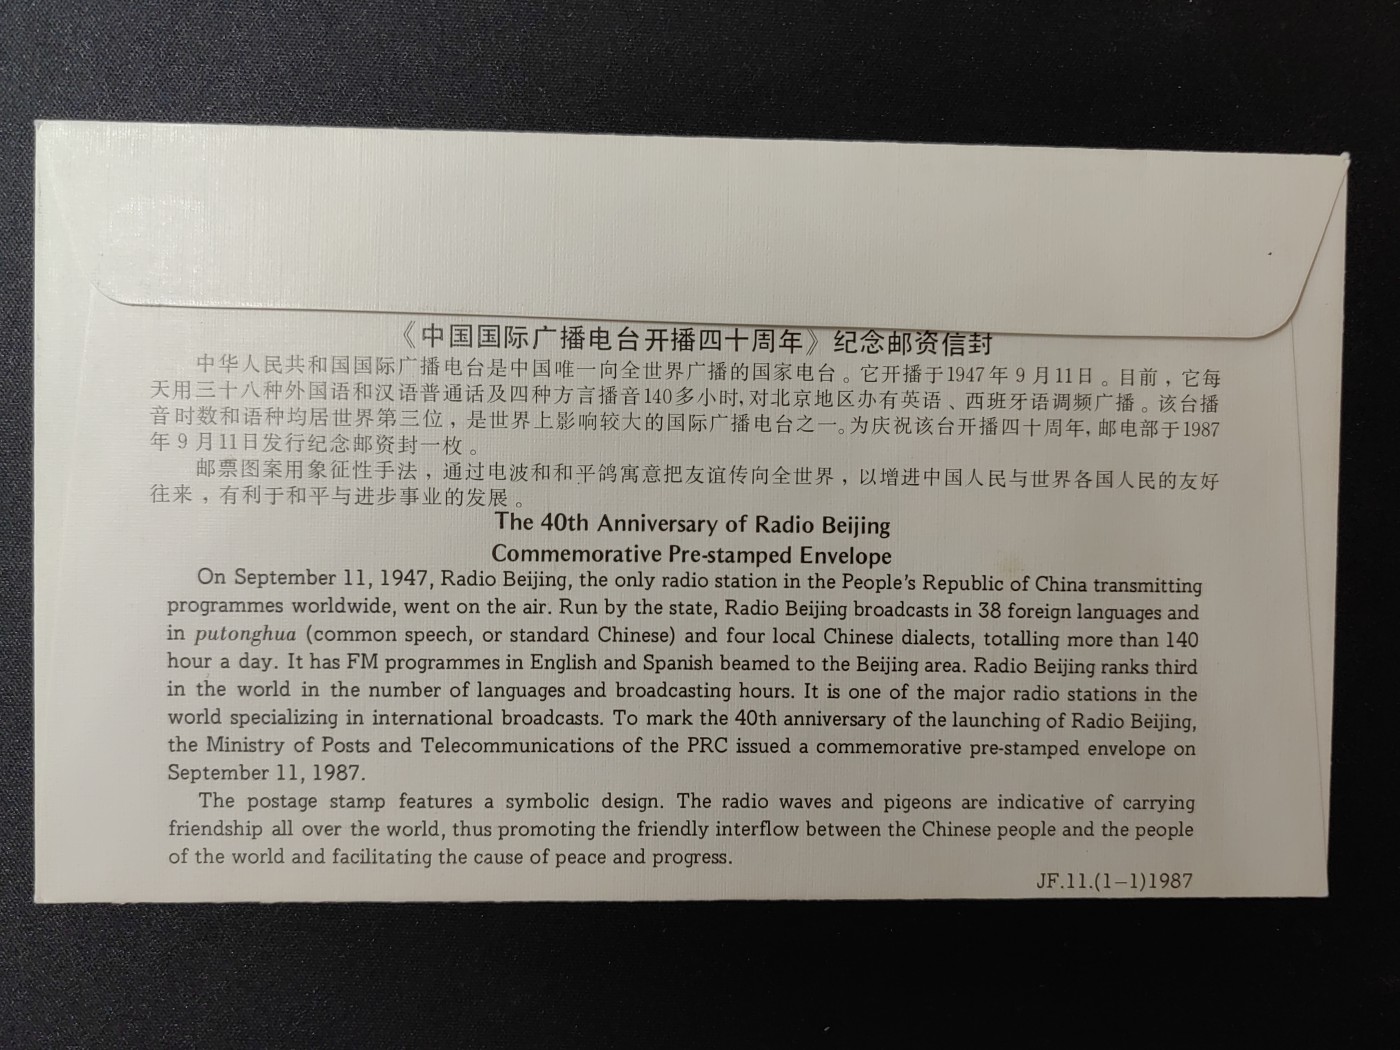 《中国国际广播电台开播四十周年》纪念邮资信封
中华人民共和国国际广播电台是中国唯一向全世界广播的国家电台。它开播于1947年9月11日。目前，它每
天用三十八种外国语和汉语普通话及四种方言播音140多小时,对北京地区办有英语、西班牙语调频广播。该台播
音时数和语种均居世界第三位，是世界上影响较大的国际广播电台之一。为庆祝该台开播四十周年,邮电部于1987
年9月11日发行纪念邮资封一枚。
邮票图案用象征性手法，通过电波和和平鸽寓意把友谊传向全世界，以增进中国人民与世界各国人民的友好
往来，有利于和平与进步事业的发展。
The 40th Anniversary of Radio Beijing
Commemorative Pre-stamped Envelope
On September 11, 1947, Radio Beijing, the only radio station in the People's Republic of China transmitting
programmes worldwide, went on the air. Run by the state, Radio Beijing broadcasts in 38 foreign languages and
in putonghua (common speech, or standard Chinese) and four local Chinese dialects, totalling more than 140
hour a day. It has FM programmes in English and Spanish beamed to the Beijing area. Radio Beijing ranks third
in the world in the number of languages and broadcasting hours. It is one of the major radio stations in the
world specializing in international broadcasts. To mark the 40th anniversary of the launching of Radio Beijing,
the Ministry of Posts and Telecommunications of the PRC issued a commemorative pre-stamped envelope on
September 11, 1987.
The postage stamp features a symbolic design. The radio waves and pigeons are indicative of carrying
friendship all over the world, thus promoting the friendly interflow between the Chinese people and the people
of the world and facilitating the cause of peace and progress.
JF.11.(1-1)1987